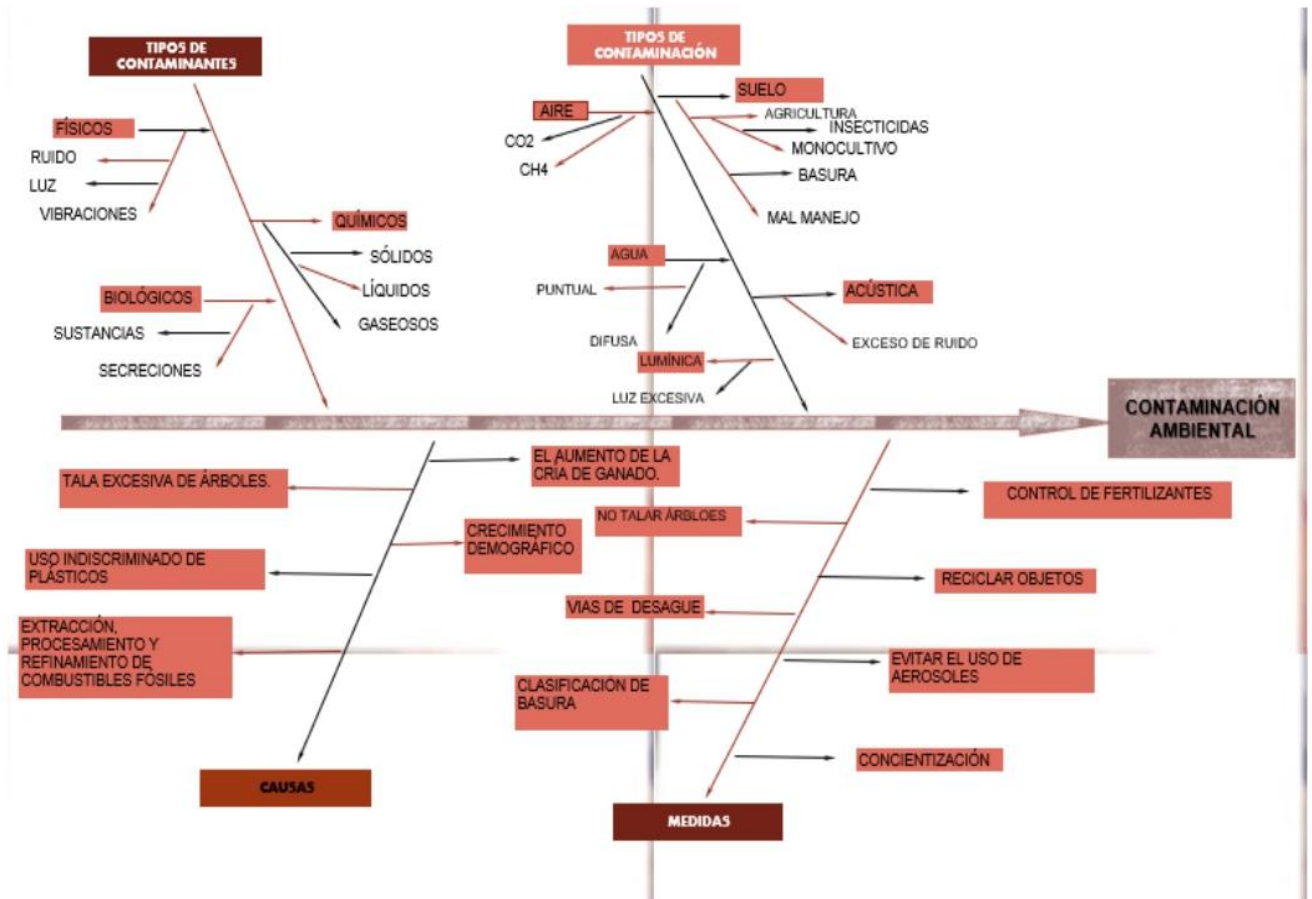 TIPOS DE
CONTAMINANTES
FÍSICOS
RUIDO
LUZ
VIBRACIONES
QUÍMICOS
SÓLIDOS
LÍQUIDOS
GASEOSOS
BIOLÓGICOS
SUSTANCIAS
SECRECIONES
TIPOS DE
CONTAMINACIÓN
AIRE
CO2
CH4
SUELO
AGRICULTURA
INSECTICIDAS
MONOCULTIVO
BASURA
MAL MANEJO
AGUA
PUNTUAL
DIFUSA
ACÚSTICA
EXCESO DE RUIDO
LUMÍNICA
LUZ EXCESIVA
CONTAMINACIÓN
AMBIENTAL
EL AUMENTO DE LA
CRÍA DE GANADO.
TALA EXCESIVA DE ÁRBOLES.
CRECIMIENTO
DEMOGRÁFICO
USO INDISCRIMINADO DE
PLÁSTICOS
EXTRACCIÓN,
PROCESAMIENTO Y
REFINAMIENTO DE
COMBUSTIBLES FÓSILES
CAUSAS
CONTROL DE FERTILIZANTES
NO TALAR ÁRBLOES
RECICLAR OBJETOS
VIAS DE  DESAGUE
EVITAR EL USO DE
AEROSOLES
CLASIFICACIÓN DE
BASURA
CONCIENTIZACIÓN
MEDIDAS